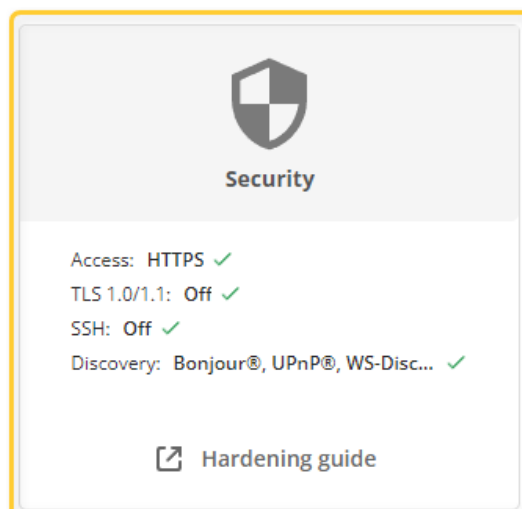 Security
Access: HTTPS
TLS 1.0/1.1: Off
SSH: Off
Discovery: Bonjour®, UPnP®, WS-Disc...
Hardening guide